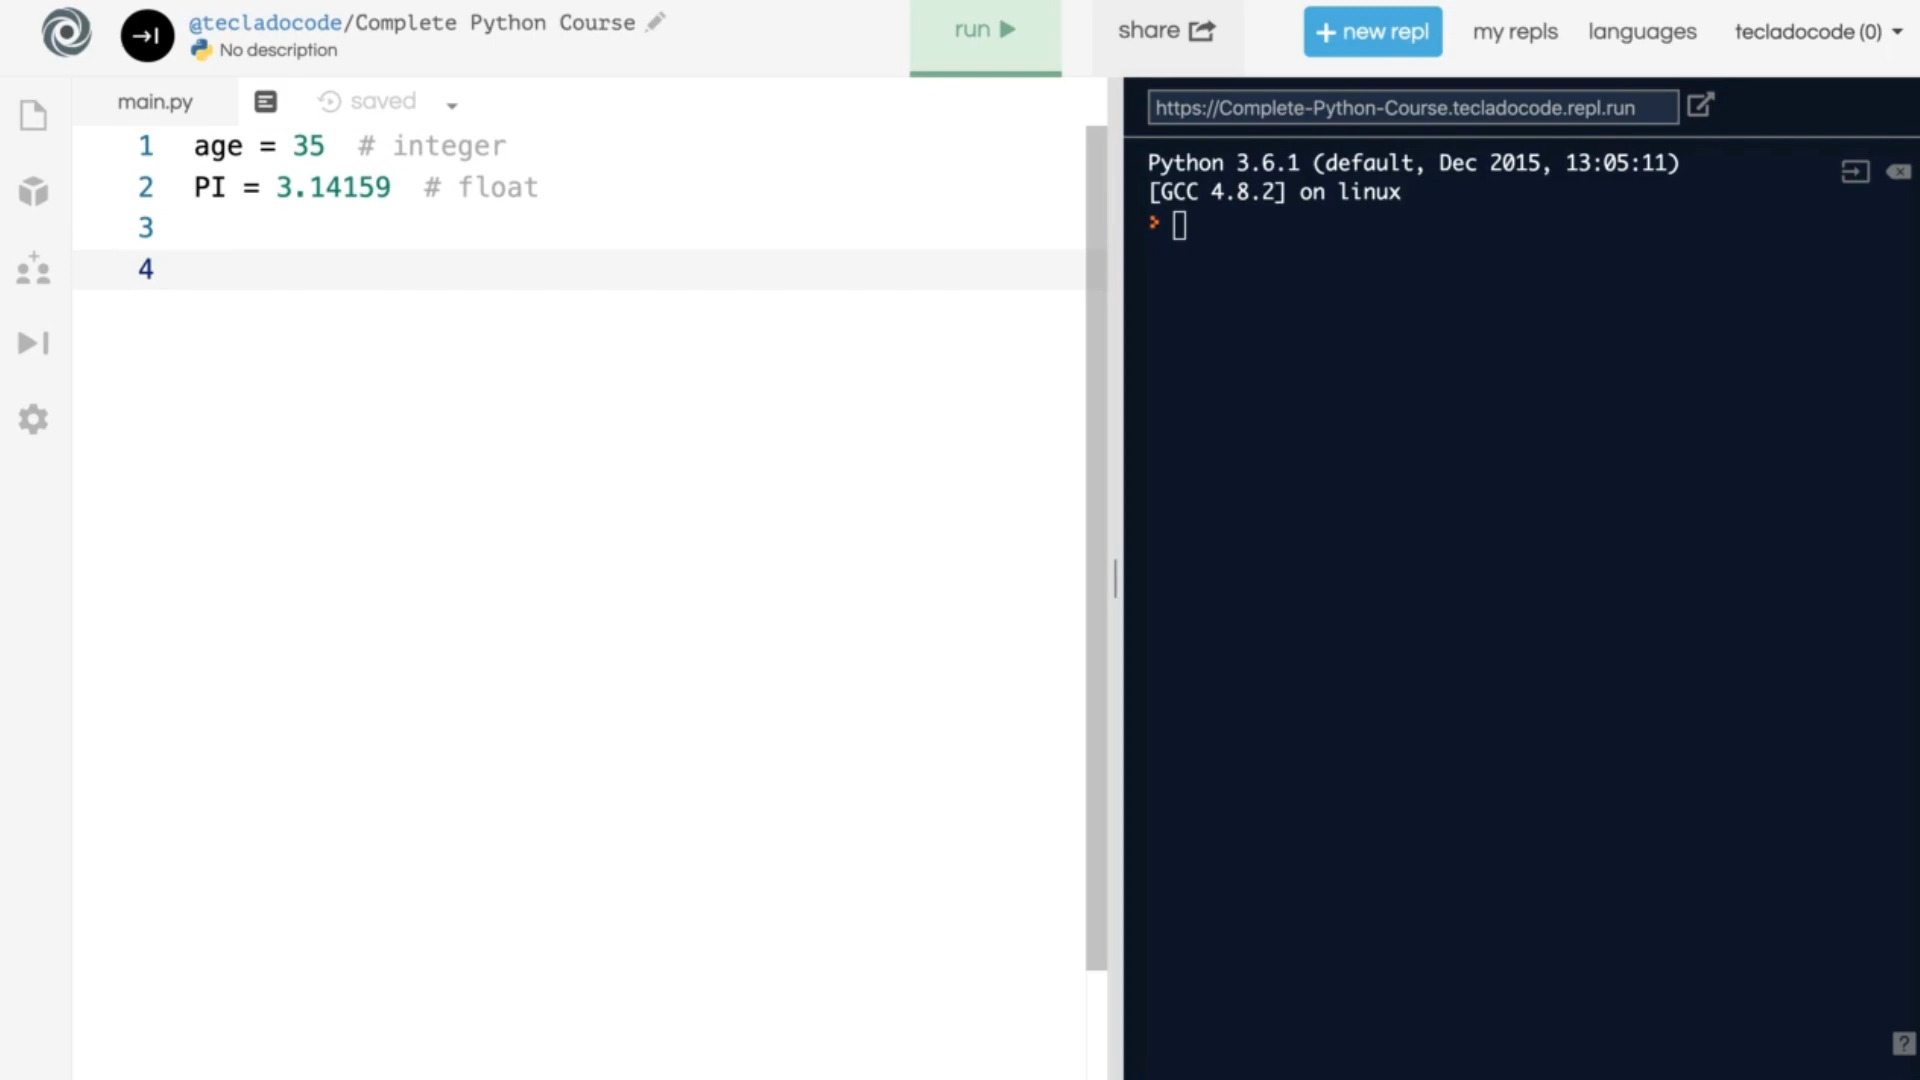 @tecladocode/Complete Python Course
No description
run
share
+ new repl
my repls
languages
tecladocode (0)
main.py
saved
1 age = 35  # integer
2 PI = 3.14159  # float
3
4
https://Complete-Python-Course.tecladocode.repl.run
Python 3.6.1 (default, Dec 2015, 13:05:11)
[GCC 4.8.2] on linux
>
?